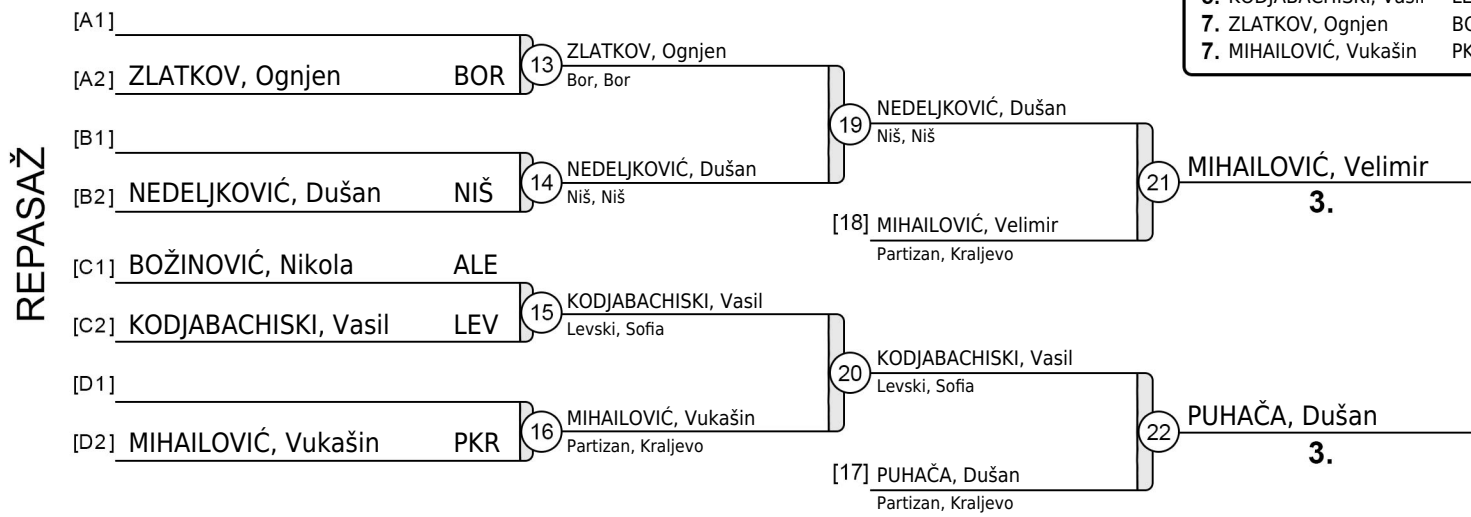 7. ZLATKOV, Ognjen
7. MIHAILOVIĆ, Vukašin
REPASAŽ
[A1]
[A2] ZLATKOV, Ognjen BOR
[B1]
[B2] NEDELJKOVIĆ, Dušan NIŠ
[C1] BOŽINOVIĆ, Nikola ALE
[C2] KODJABACHISKI, Vasil LEV
[D1]
[D2] MIHAILOVIĆ, Vukašin PKR
13
ZLATKOV, Ognjen
Bor, Bor
14
NEDELJKOVIĆ, Dušan
Niš, Niš
15
KODJABACHISKI, Vasil
Levski, Sofia
16
MIHAILOVIĆ, Vukašin
Partizan, Kraljevo
19
NEDELJKOVIĆ, Dušan
Niš, Niš
[18] MIHAILOVIĆ, Velimir
Partizan, Kraljevo
20
KODJABACHISKI, Vasil
Levski, Sofia
[17] PUHAČA, Dušan
Partizan, Kraljevo
21
MIHAILOVIĆ, Velimir
3.
22
PUHAČA, Dušan
3.